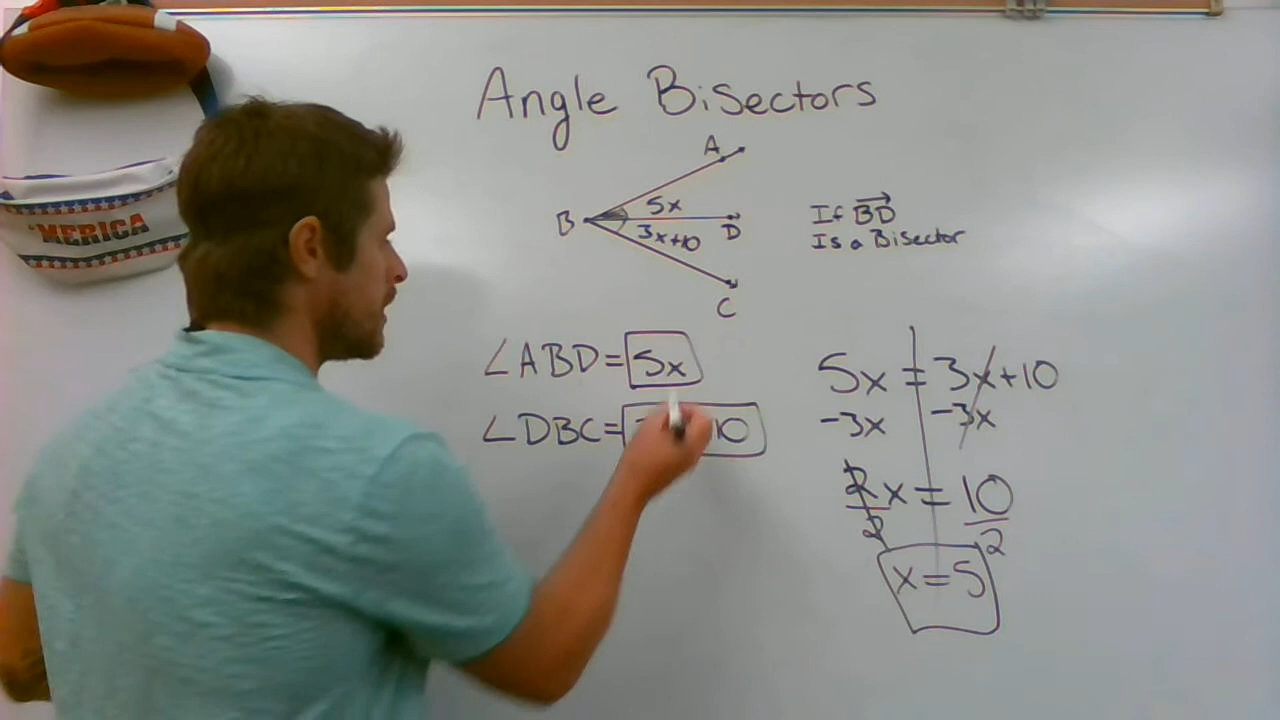 Angle Bisectors
'MERICA
A
B
5x
3x+10
D
C
If BD
Is a Bisector
∠ABD=5x
∠DBC= 10
5x = 3x+10
-3x -3x
2x = 10
2 2
x=5